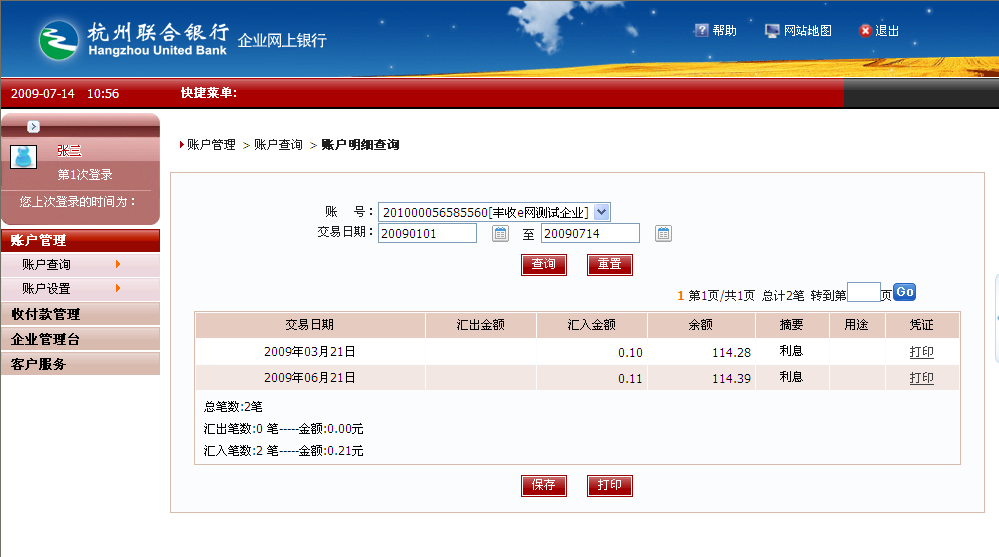 杭州联合银行 企业网上银行
Hangzhou United Bank
? 帮助 网站地图 退出
2009-07-14 10:56 快捷菜单:
张三
第1次登录
您上次登录的时间为：
账户管理
账户查询
账户设置
收付款管理
企业管理台
客户服务
账户管理 > 账户查询 > 账户明细查询
账 号： 201000056585560[丰收e网测试企业]
交易日期： 20090101 至 20090714
查询 重置
1 第1页/共1页 总计2笔 转到第 页 Go
交易日期 汇出金额 汇入金额 余额 摘要 用途 凭证
2009年03月21日 0.10 114.28 利息 打印
2009年06月21日 0.11 114.39 利息 打印
总笔数:2笔
汇出笔数:0 笔-----金额:0.00元
汇入笔数:2 笔-----金额:0.21元
保存 打印